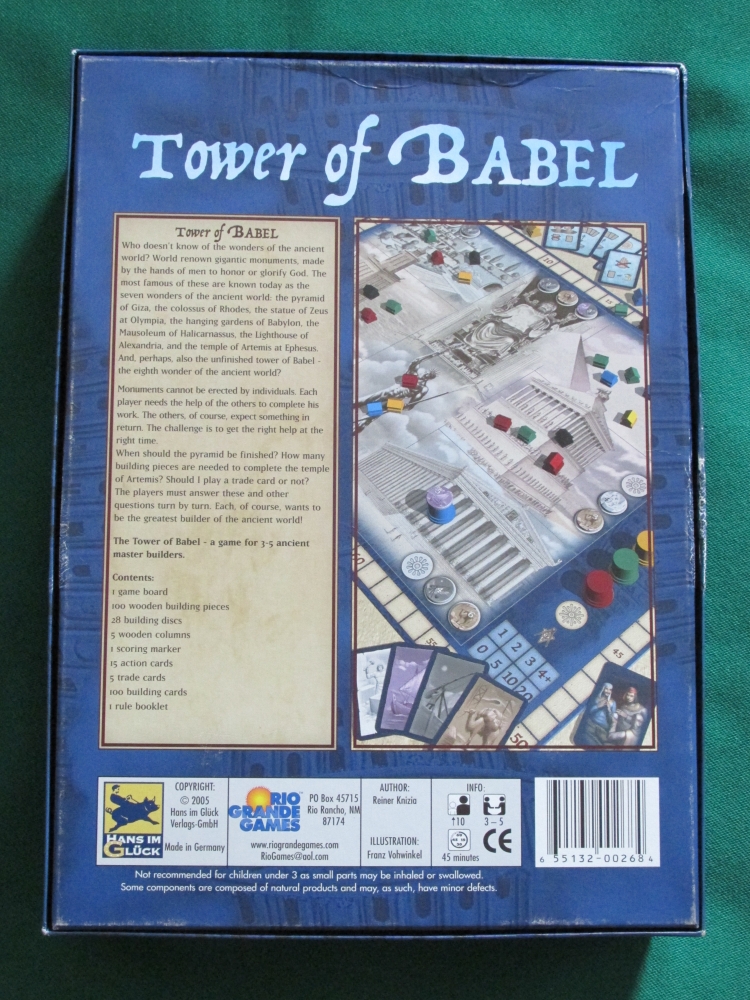 Tower of BABEL
Tower of BABEL
Who doesn't know of the wonders of the ancient
world? World renown gigantic monuments, made
by the hands of men to honor or glorify God. The
most famous of these are known today as the
seven wonders of the ancient world: the pyramid
of Giza, the colossus of Rhodes, the statue of Zeus
at Olympia, the hanging gardens of Babylon, the
Mausoleum of Halicarnassus, the Lighthouse of
Alexandria, and the temple of Artemis at Ephesus.
And, perhaps, also the unfinished tower of Babel -
the eighth wonder of the ancient world?
Monuments cannot be erected by individuals. Each
player needs the help of the others to complete his
work. The others, of course, expect something in
return. The challenge is to get the right help at the
right time.
When should the pyramid be finished? How many
building pieces are needed to complete the temple
of Artemis? Should I play a trade card or not?
The players must answer these and other
questions turn by turn. Each, of course, wants to
be the greatest builder of the ancient world!
The Tower of Babel - a game for 3-5 ancient
master builders.
Contents:
1 game board
100 wooden building pieces
28 building discs
5 wooden columns
1 scoring marker
15 action cards
5 trade cards
100 building cards
1 rule booklet
10
15
60
55
1 2 3 4+
0 5 10 20
45
50
HANS IM
GLÜCK
COPYRIGHT:
© 2005
Hans im Glück
Verlags-GmbH
Made in Germany
RIO
GRANDE
GAMES
PO Box 45715
Rio Rancho, NM
87174
www.riograndegames.com
RioGames@aol.com
AUTHOR:
Reiner Knizia
ILLUSTRATION:
Franz Vohwinkel
INFO:
↑10 3 – 5
CE
45 minutes
6 55132-00268 4
Not recommended for children under 3 as small parts may be inhaled or swallowed.
Some components are composed of natural products and may, as such, have minor defects.